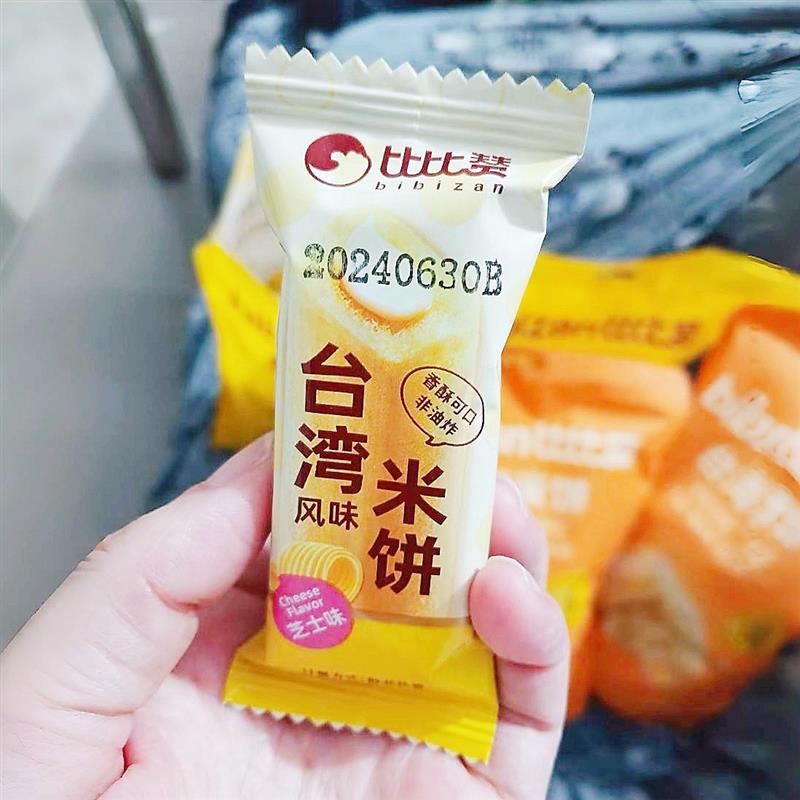 比比赞
bibizan
20240630B
台湾
风味
米饼
香酥可口
非油炸
Cheese
Flavor
芝士味